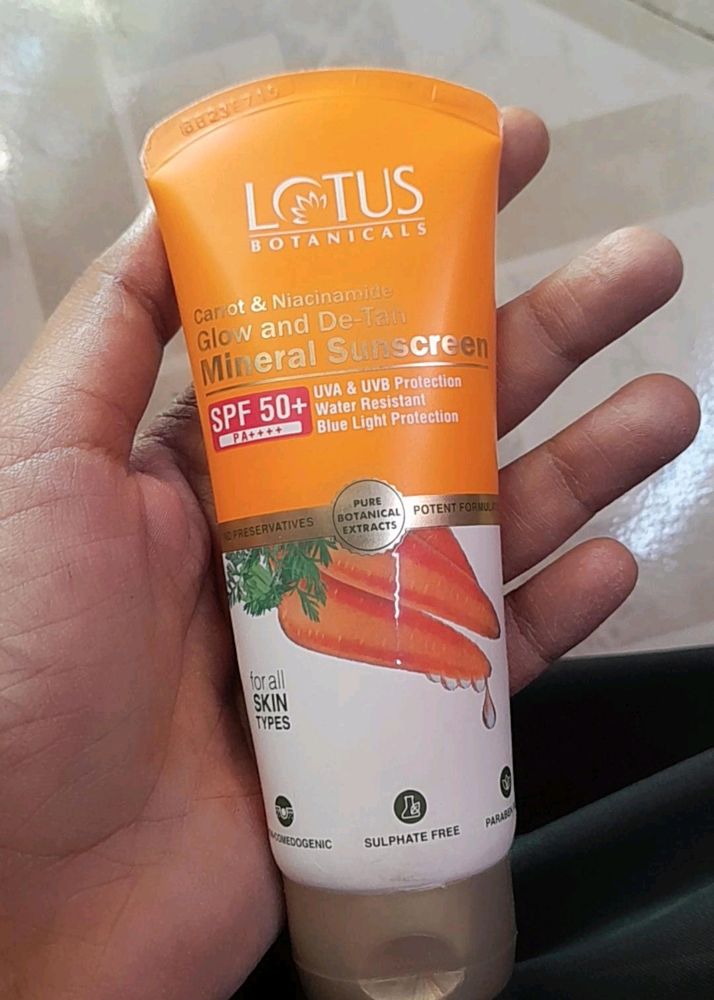 LOTUS
BOTANICALS
Carrot & Niacinamide
Glow and De-Tan
Mineral Sunscreen
SPF 50+
PA++++
UVA & UVB Protection
Water Resistant
Blue Light Protection
PRESERVATIVES
PURE
BOTANICAL
EXTRACTS
POTENT
for all
SKIN
TYPES
SULPHATE FREE